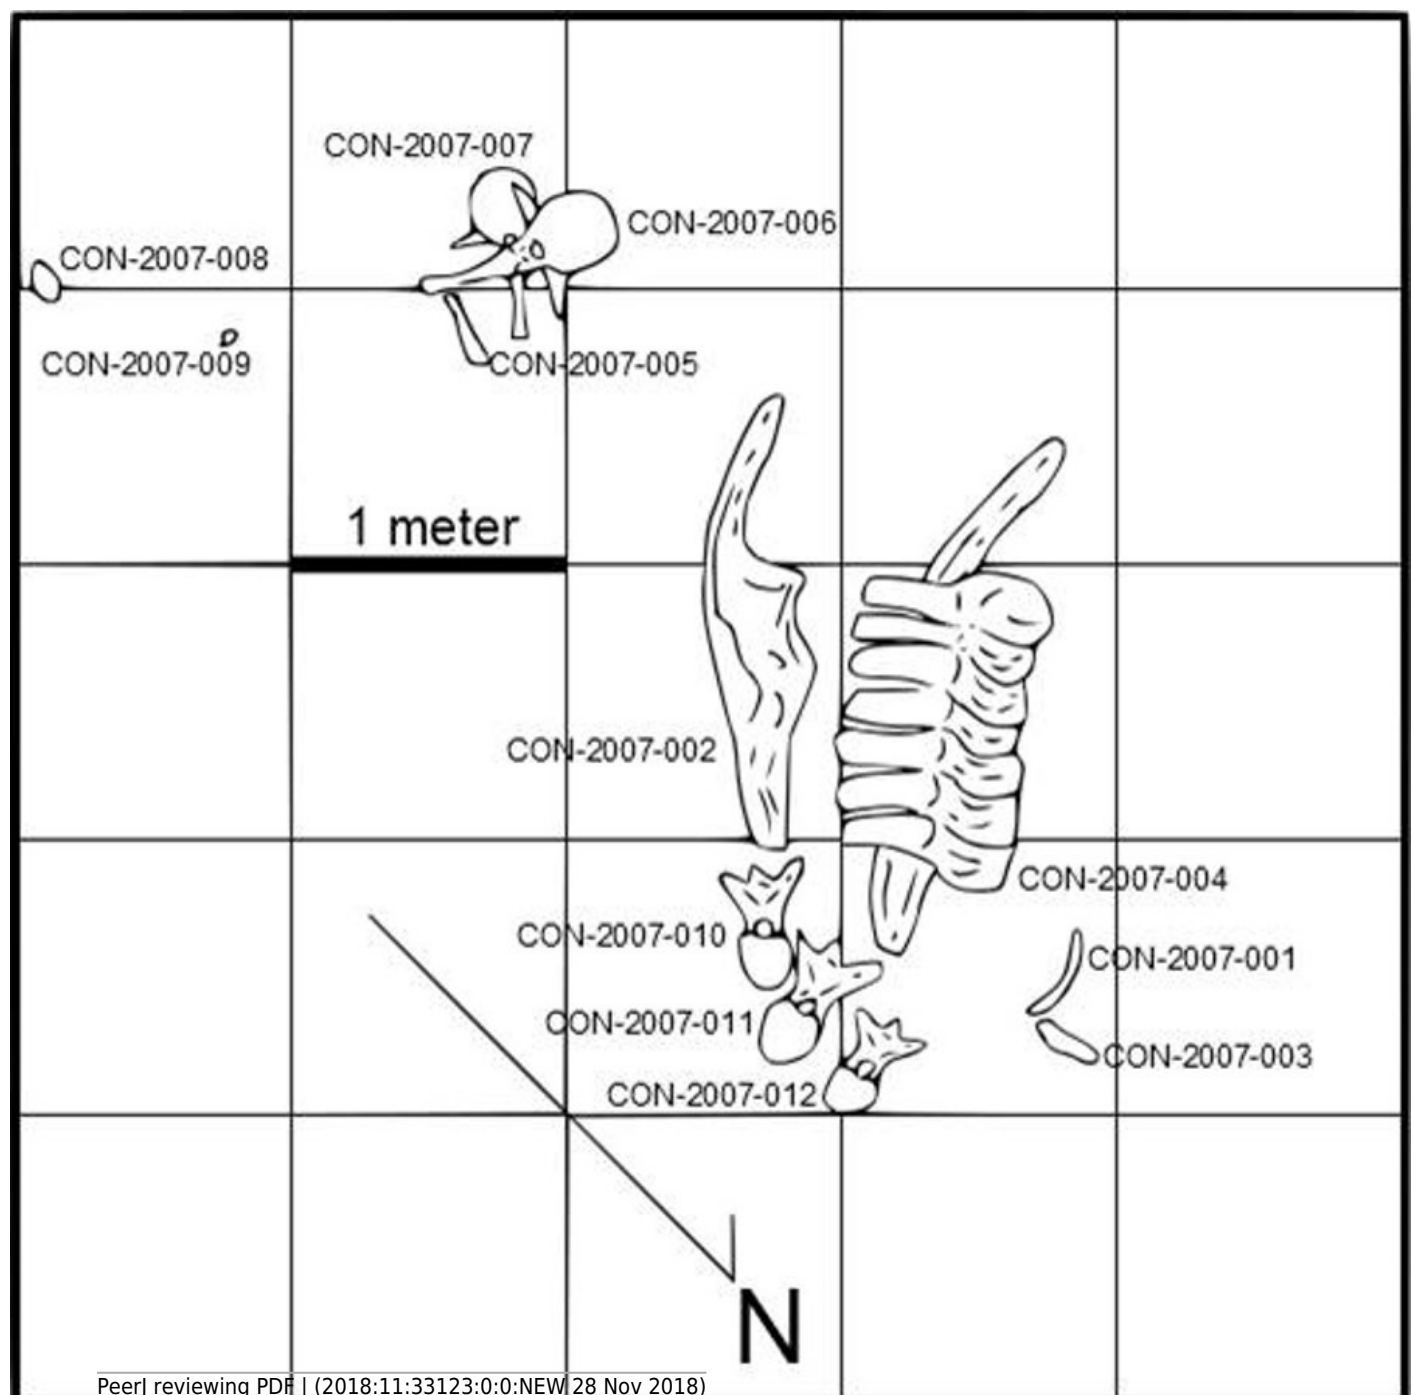 CON-2007-007
CON-2007-006
CON-2007-008
CON-2007-009
CON-2007-005
1 meter
CON-2007-002
CON-2007-004
CON-2007-010
CON-2007-001
CON-2007-011
CON-2007-003
CON-2007-012
N
PeerJ reviewing PDF | (2018:11:33123:0:0:NEW 28 Nov 2018)